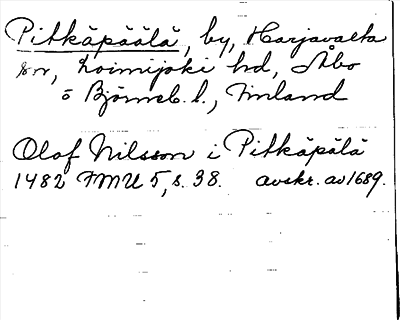 Pitkäpäälä, by, Harjavalta
sn, Loimijoki hd, Åbo
o Björneb. l., Finland
Olof Nilsson i Pitkäpälä
1482 FMU 5, s. 38. avskr. av 1689.